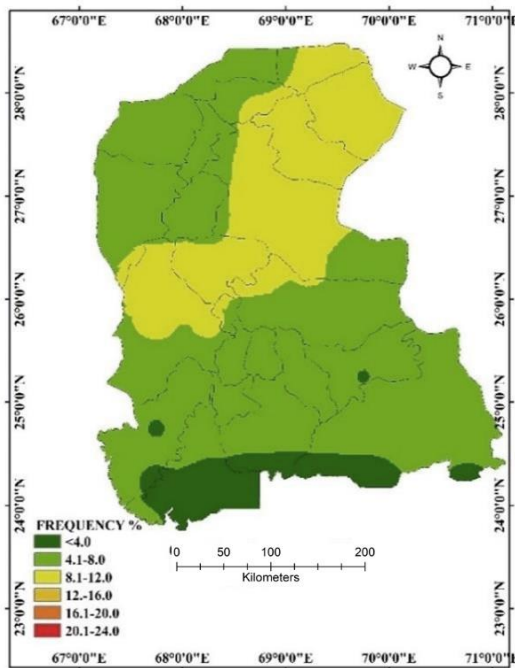 67°0'0"E 68°0'0"E 69°0'0"E 70°0'0"E 71°0'0"E
N
W E
S
28°0'0"N 28°0'0"N
27°0'0"N 27°0'0"N
26°0'0"N 26°0'0"N
25°0'0"N 25°0'0"N
24°0'0"N 24°0'0"N
23°0'0"N 23°0'0"N
FREQUENCY %
<4.0
4.1-8.0
8.1-12.0
12.-16.0
16.1-20.0
20.1-24.0
0 50 100 200
Kilometers
67°0'0"E 68°0'0"E 69°0'0"E 70°0'0"E 71°0'0"E